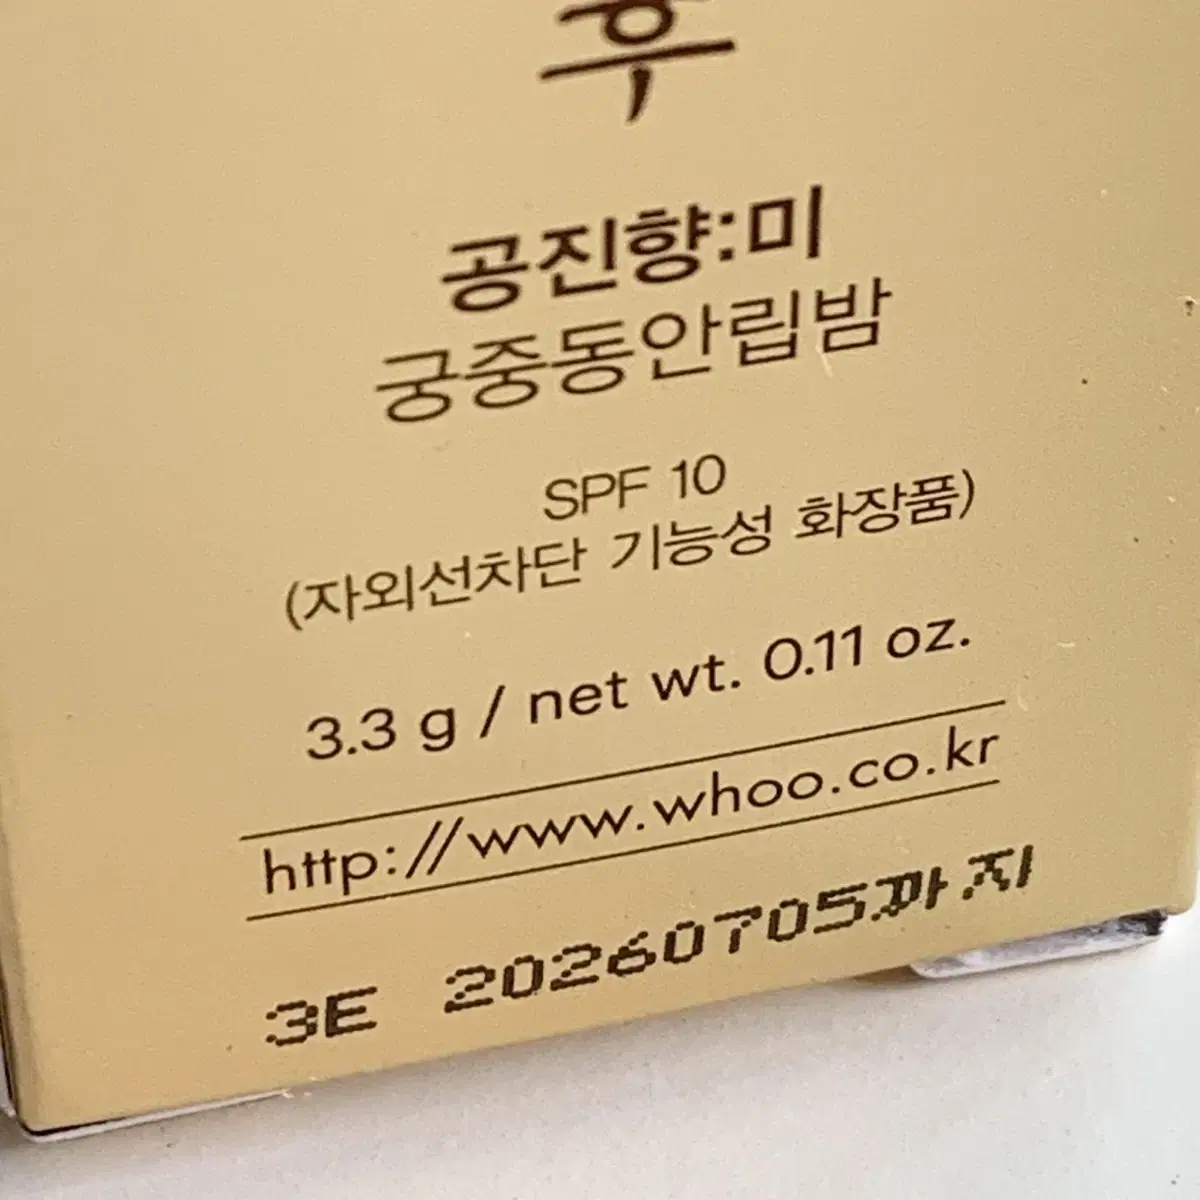 후
공진향:미
궁중동안립밤
SPF 10
(자외선차단 기능성 화장품)
3.3 g / net wt. 0.11 oz.
http://www.whoo.co.kr
3E 20260705까지